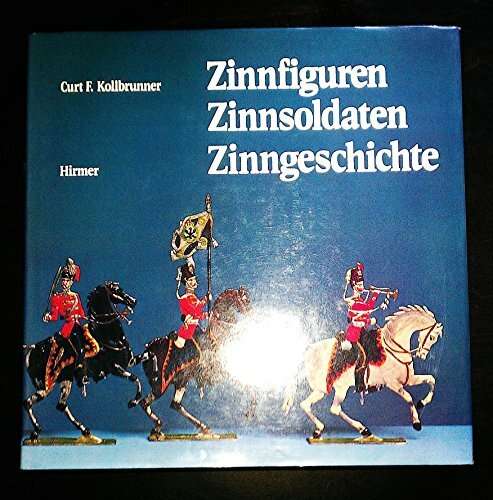 Curt F. Kollbrunner
Zinnfiguren
Zinnsoldaten
Zinngeschichte
Hirmer